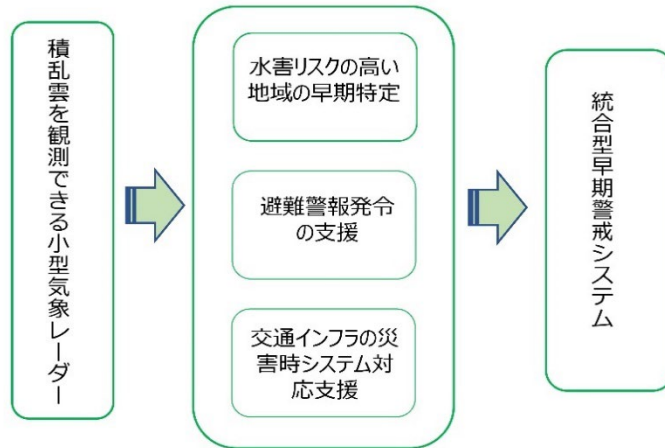 積乱雲を観測できる小型気象レーダー
水害リスクの高い
地域の早期特定
避難警報発令
の支援
交通インフラの災
害時システム対
応支援
統合型早期警戒システム